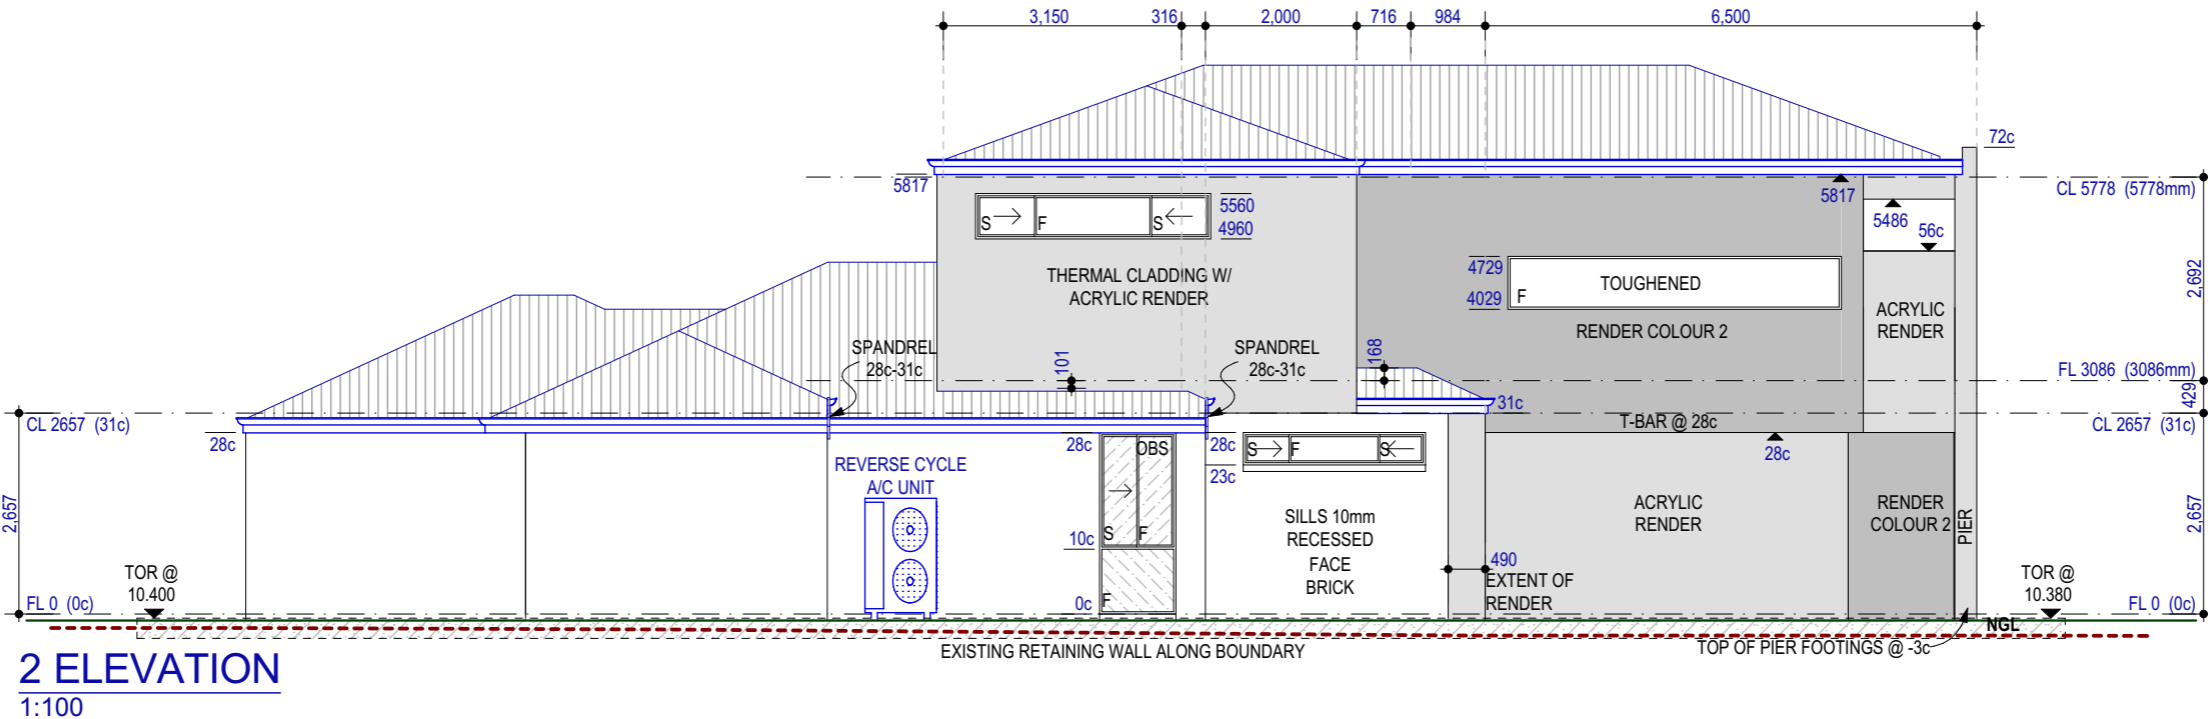 3,150
316
2,000
716
984
6,500
72c
5817
5560
4960
5817
5486
56c
CL 5778 (5778mm)
THERMAL CLADDING W/
ACRYLIC RENDER
4729
4029
TOUGHENED
F
RENDER COLOUR 2
ACRYLIC
RENDER
2,692
S
F
S
SPANDREL
28c-31c
101
SPANDREL
28c-31c
168
FL 3086 (3086mm)
429
31c
CL 2657 (31c)
28c
T-BAR @ 28c
CL 2657 (31c)
28c
28c
OBS
28c
23c
S
F
S
REVERSE CYCLE
A/C UNIT
2,657
10c
S
F
SILLS 10mm
RECESSED
FACE
BRICK
ACRYLIC
RENDER
RENDER
COLOUR 2
PIER
2,657
490
EXTENT OF
RENDER
TOR @
10.400
FL 0 (0c)
0c
F
TOR @
10.380
FL 0 (0c)
NGL
EXISTING RETAINING WALL ALONG BOUNDARY
TOP OF PIER FOOTINGS @ -3c
2 ELEVATION
1:100